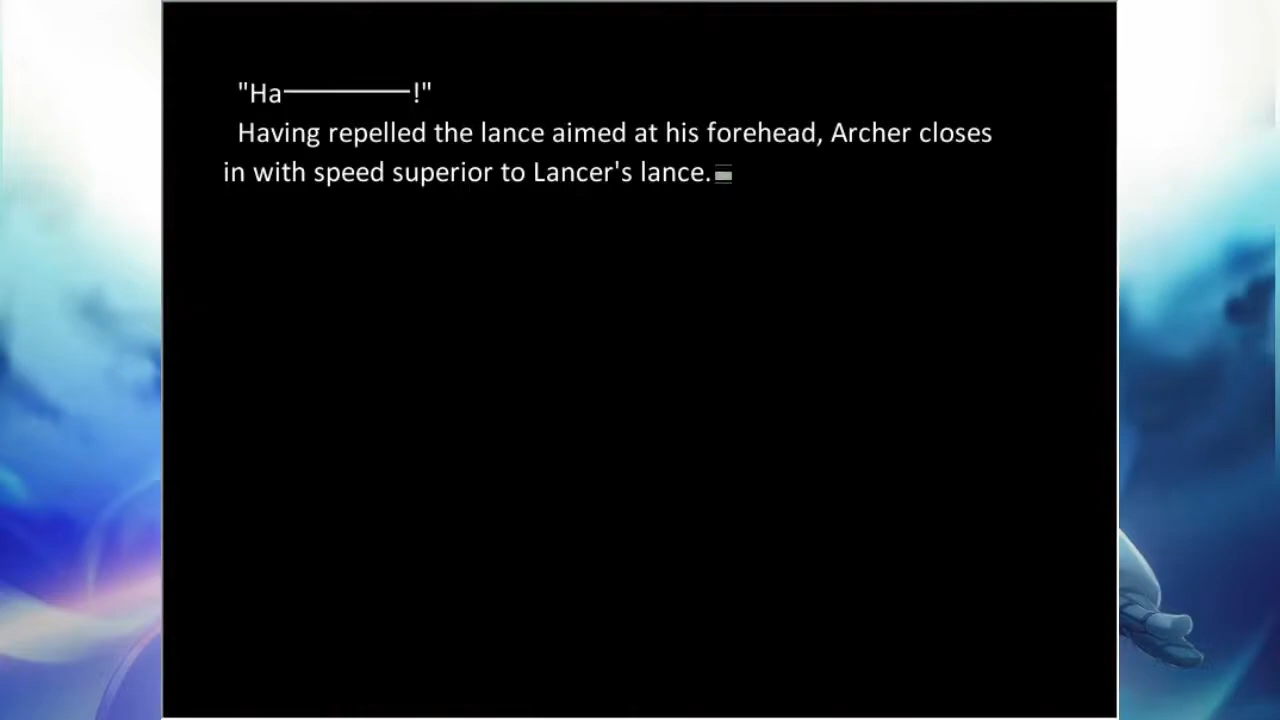 "Ha―――――!"
Having repelled the lance aimed at his forehead, Archer closes
in with speed superior to Lancer's lance.